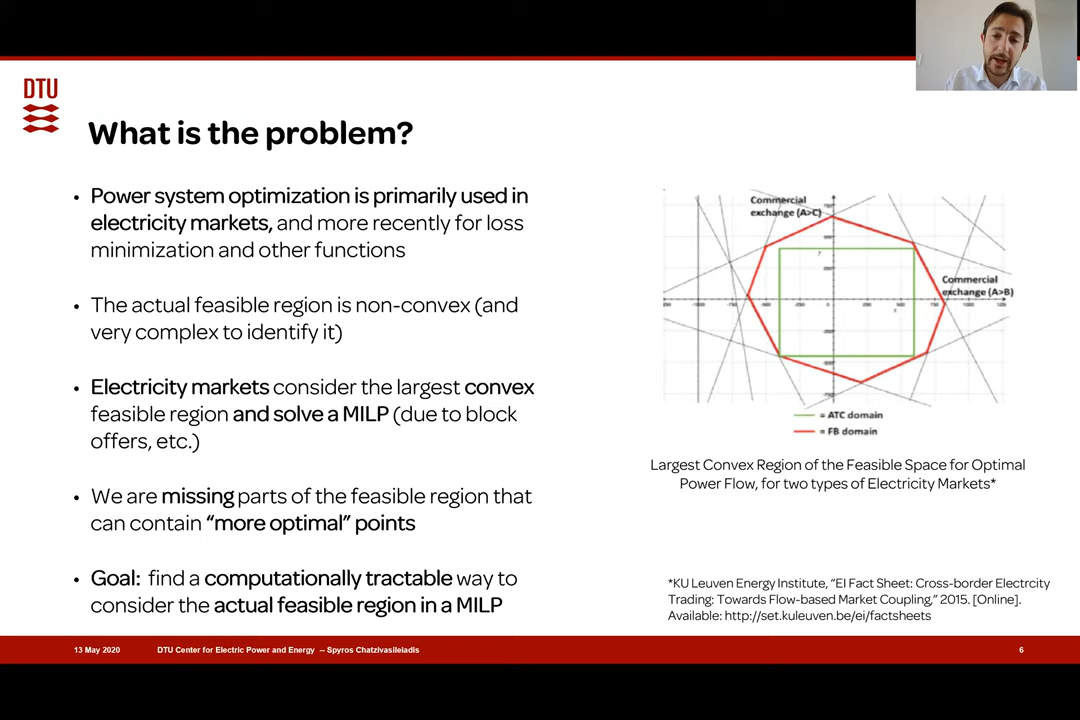 DTU
What is the problem?
• Power system optimization is primarily used in
electricity markets, and more recently for loss
minimization and other functions
• The actual feasible region is non-convex (and
very complex to identify it)
• Electricity markets consider the largest convex
feasible region and solve a MILP (due to block
offers, etc.)
• We are missing parts of the feasible region that
can contain “more optimal” points
• Goal: find a computationally tractable way to
consider the actual feasible region in a MILP
Commercial
exchange (A>C)
Commercial
exchange (A>B)
= ATC domain
= FB domain
Largest Convex Region of the Feasible Space for Optimal
Power Flow, for two types of Electricity Markets*
*KU Leuven Energy Institute, “EI Fact Sheet: Cross-border Electrcity
Trading: Towards Flow-based Market Coupling,” 2015. [Online].
Available: http://set.kuleuven.be/ei/factsheets
13 May 2020 DTU Center for Electric Power and Energy -- Spyros Chatzivasileiadis 6